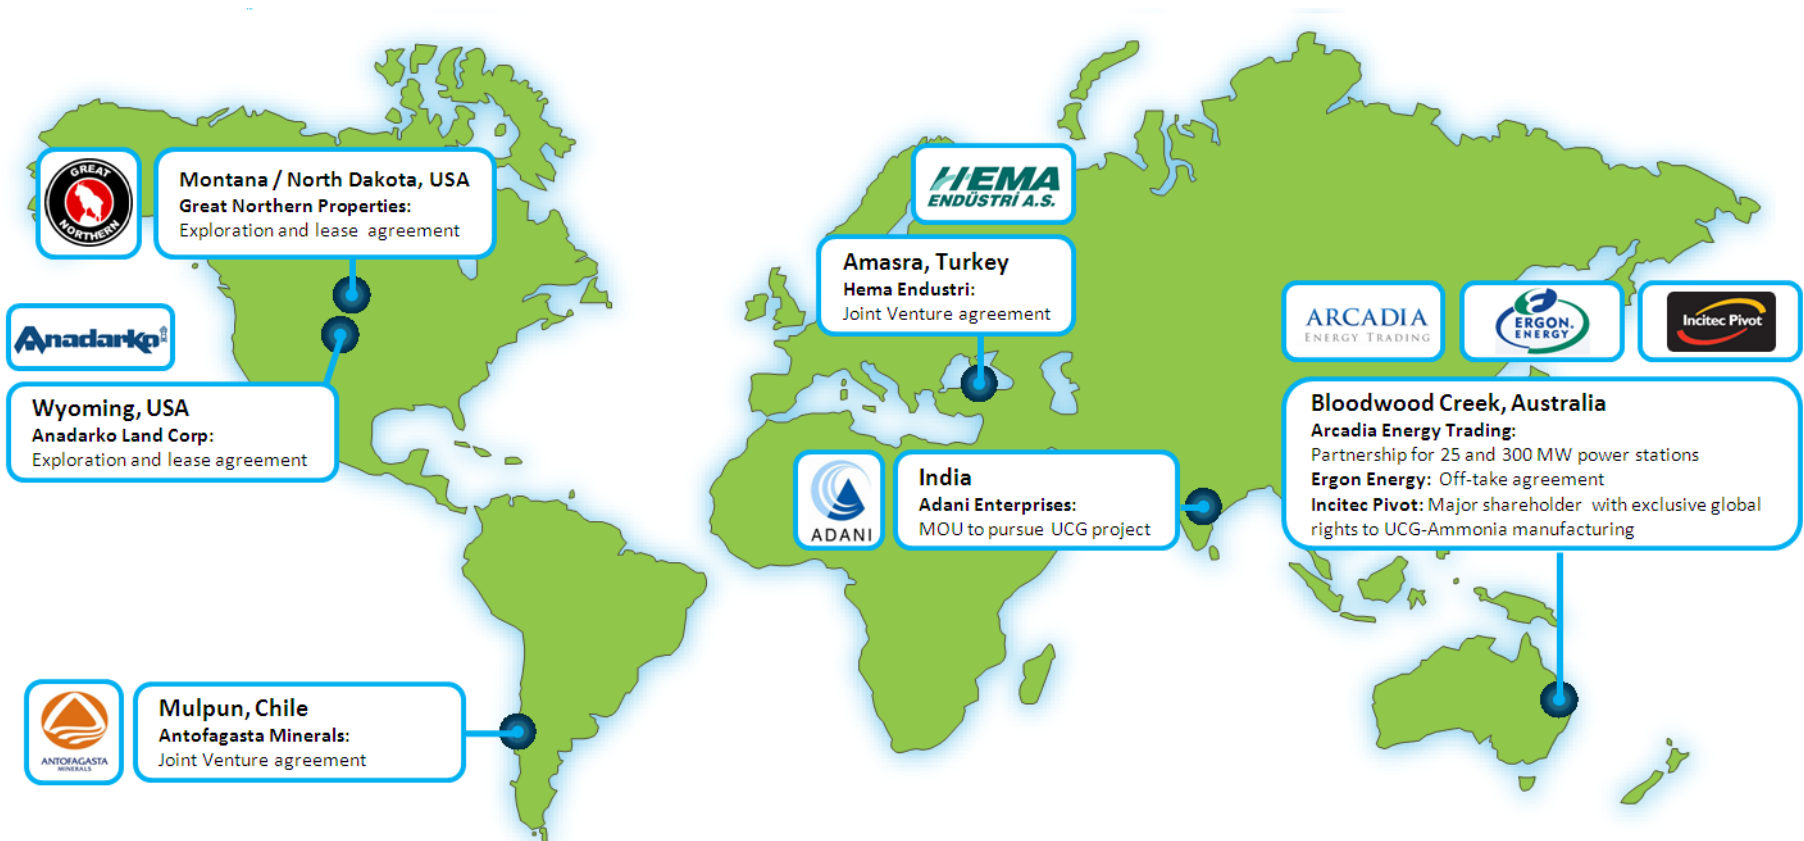 GREAT
NORTHERN
Montana / North Dakota, USA
Great Northern Properties:
Exploration and lease agreement
HEMA
ENDÜSTRİ A.S.
Amasra, Turkey
Hema Endustri:
Joint Venture agreement
Anadarko
Wyoming, USA
Anadarko Land Corp:
Exploration and lease agreement
ARCADIA
ENERGY TRADING
ERGON.
ENERGY
Incitec Pivot
Bloodwood Creek, Australia
Arcadia Energy Trading:
Partnership for 25 and 300 MW power stations
Ergon Energy: Off-take agreement
Incitec Pivot: Major shareholder with exclusive global
rights to UCG-Ammonia manufacturing
ADANI
India
Adani Enterprises:
MOU to pursue UCG project
ANTOFAGASTA
MINERALS
Mulpun, Chile
Antofagasta Minerals:
Joint Venture agreement